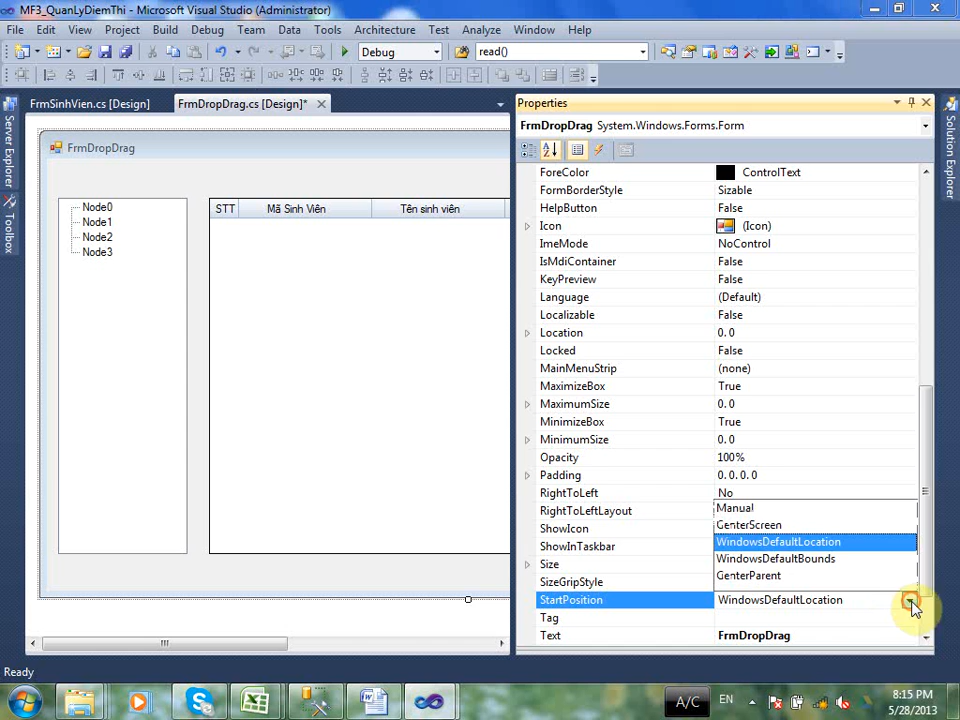 MF3_QuanLyDiemThi - Microsoft Visual Studio (Administrator)
File Edit View Project Build Debug Team Data Tools Architecture Test Analyze Window Help
Debug read()
FrmSinhVien.cs [Design] FrmDropDrag.cs [Design]*
Properties
FrmDropDrag System.Windows.Forms.Form
Server Explorer
Toolbox
Solution Explorer
FrmDropDrag
Node0
Node1
Node2
Node3
STT Mã Sinh Viên Tên sinh viên
ForeColor ControlText
FormBorderStyle Sizable
HelpButton False
Icon (Icon)
ImeMode NoControl
IsMdiContainer False
KeyPreview False
Language (Default)
Localizable False
Location 0. 0
Locked False
MainMenuStrip (none)
MaximizeBox True
MaximumSize 0. 0
MinimizeBox True
MinimumSize 0. 0
Opacity 100%
Padding 0. 0. 0. 0
RightToLeft No
RightToLeftLayout
ShowIcon
ShowInTaskbar
Size
SizeGripStyle
Manual
CenterScreen
WindowsDefaultLocation
WindowsDefaultBounds
CenterParent
StartPosition WindowsDefaultLocation
Tag
Text FrmDropDrag
Ready
A/C EN 8:15 PM
5/28/2013